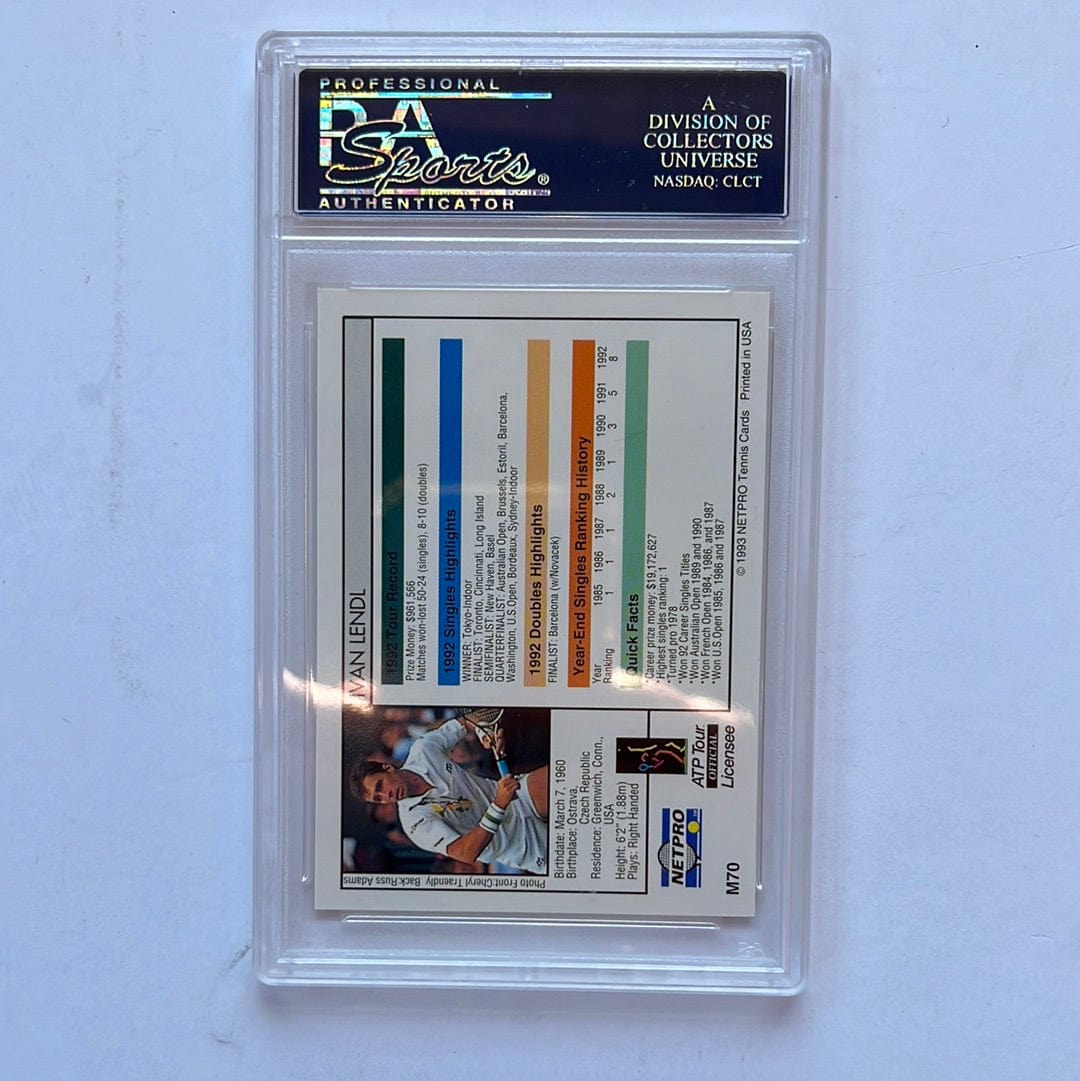 PROFESSIONAL
PSA
Sports®
AUTHENTICATOR
A
DIVISION OF
COLLECTORS
UNIVERSE
NASDAQ: CLCT
IVAN LENDL
1992 Tour Record
Prize Money: $961,566
Matches won-lost 50-24 (singles), 8-10 (doubles)
1992 Singles Highlights
WINNER: Tokyo-Indoor
FINALIST: Toronto, Cincinnati, Long Island
SEMIFINALIST: New Haven, Basel
QUARTERFINALIST: Australian Open, Brussels, Estoril, Barcelona,
Washington, U.S.Open, Bordeaux, Sydney-Indoor
1992 Doubles Highlights
FINALIST: Barcelona (w/Novacek)
Year-End Singles Ranking History
Year 1985 1986 1987 1988 1989 1990 1991 1992
Ranking 1 1 1 2 1 3 5 8
Quick Facts
*Career prize money: $19,172,627
*Highest singles ranking: 1
*Turned pro 1978
*Won 92 Career Singles Titles
*Won Australian Open 1989 and 1990
*Won French Open 1984, 1986, and 1987
*Won U.S Open 1985, 1986 and 1987
© 1993 NETPRO Tennis Cards Printed in USA
Photo Front:Cheryl Traendly Back:Russ Adams
Birthdate: March 7, 1960
Birthplace: Ostrava,
Czech Republic
Residence: Greenwich, Conn.,
USA
Height: 6'2" (1.88m)
Plays: Right Handed
NETPRO™
ATP Tour
OFFICIAL
Licensee
M70